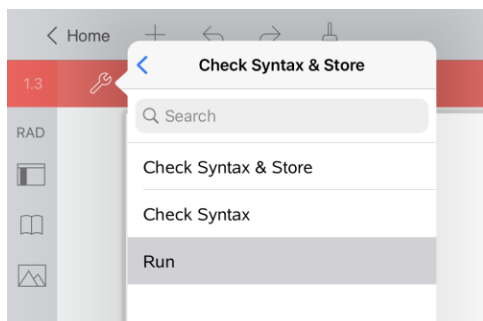 Home
Check Syntax & Store
1.3
Search
RAD
Check Syntax & Store
Check Syntax
Run